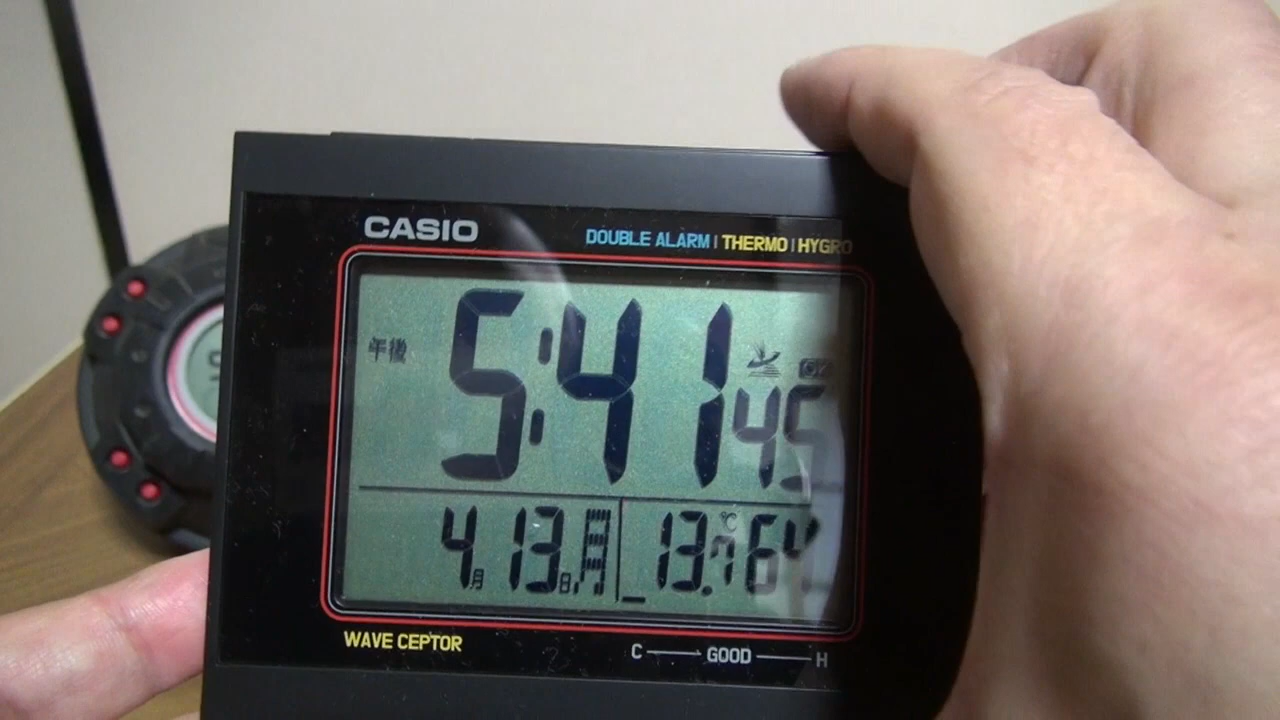 CASIO
DOUBLE ALARM | THERMO | HYGRO
午後 5:41 45 OK
4月13日 月 13.7 ℃ 64
WAVE CEPTOR
C GOOD H